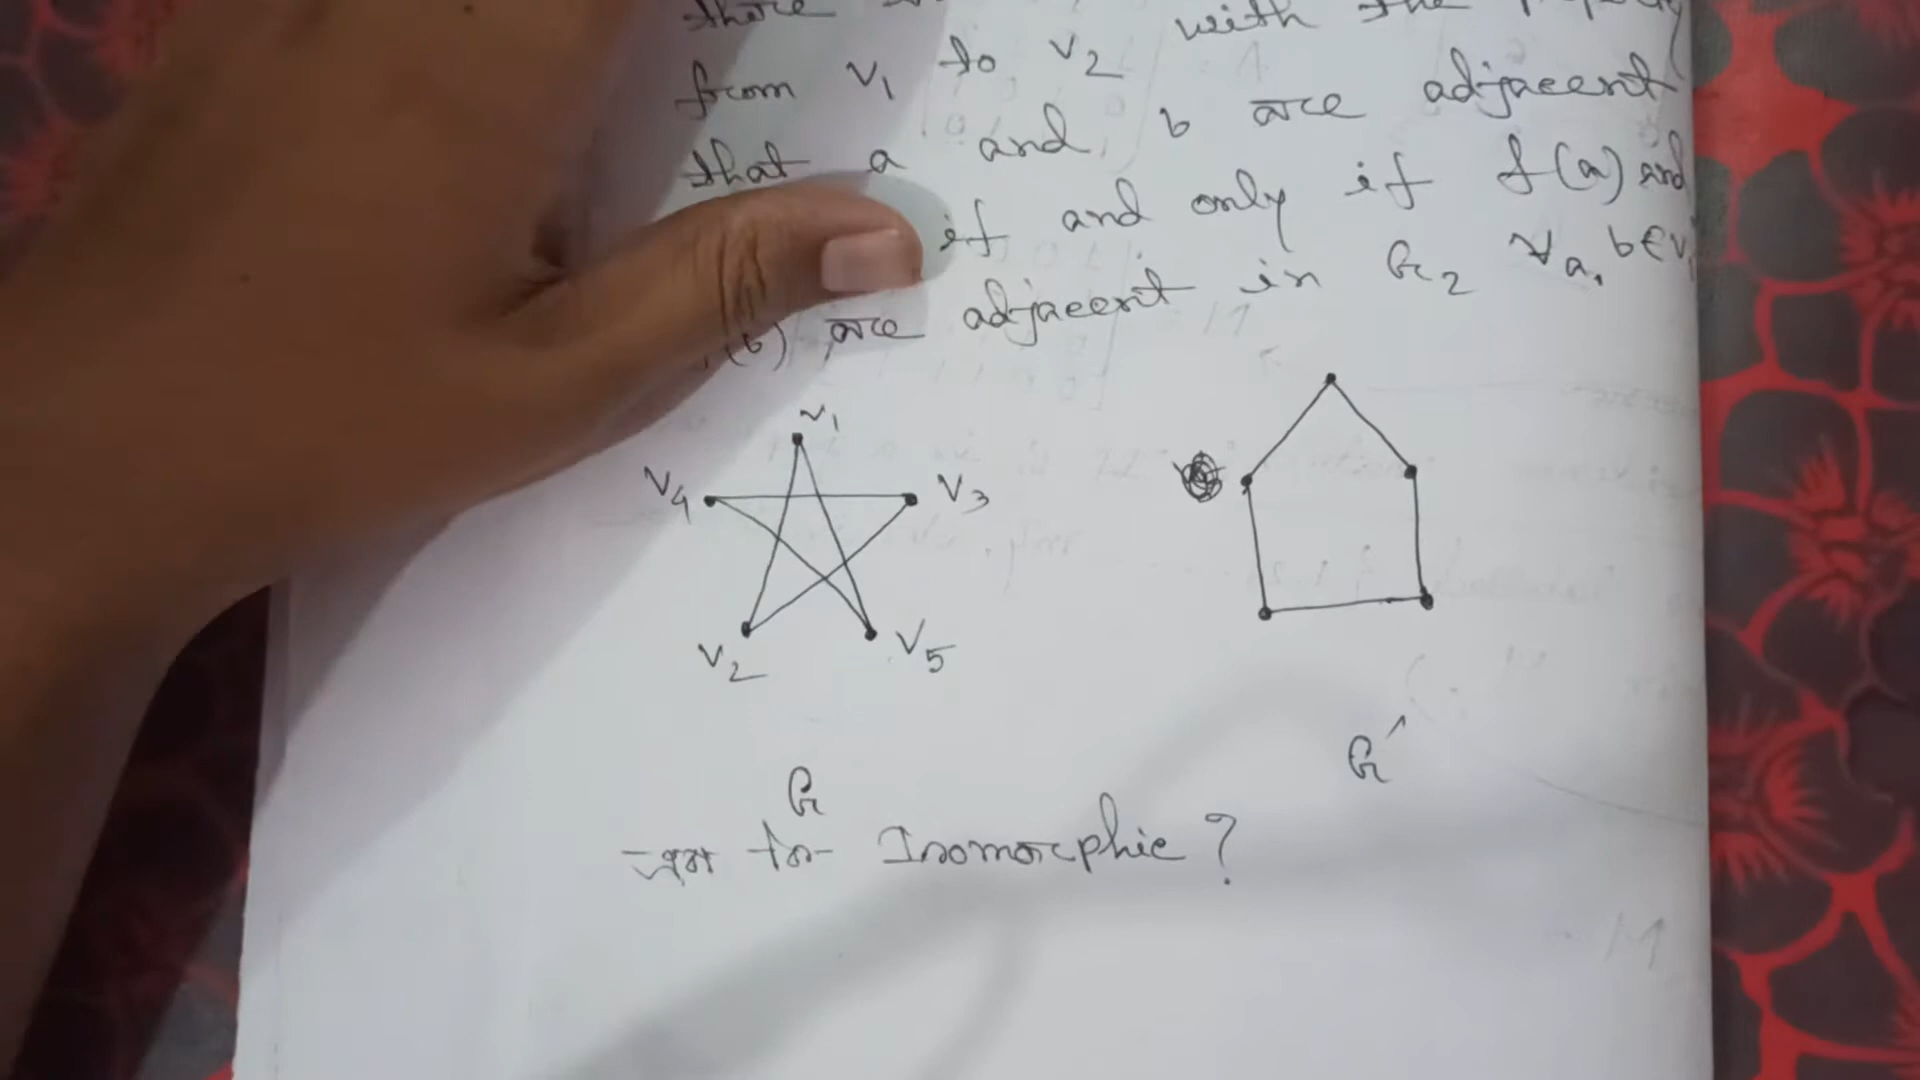 there
with the
from V₁ to V₂
that a and b are adjacent
if and only if f(a) and
(b) are adjacent in G₂ ∀a, b∈V₁
V₁
V₄ V₃
V₂ V₅
G G'
Isomorphic?